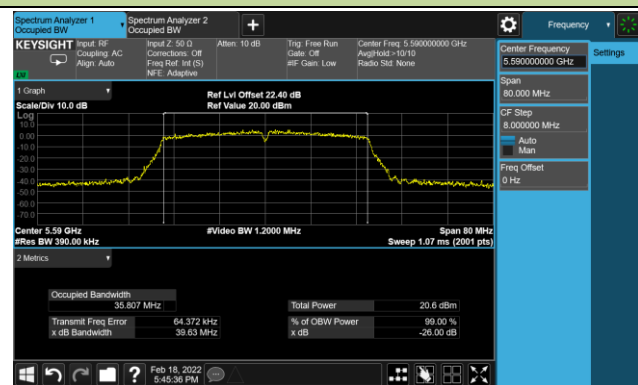 Spectrum Analyzer 1
Occupied BW
Spectrum Analyzer 2
Occupied BW
+
Frequency
KEYSIGHT
Input: RF
Coupling: AC
Align: Auto
Input Z: 50 Ω
Corrections: Off
Freq Ref: Int (S)
NFE: Adaptive
Atten: 10 dB
Trig: Free Run
Gate: Off
#IF Gain: Low
Center Freq: 5.590000000 GHz
Avg|Hold:>10/10
Radio Std: None
LXI
Center Frequency
5.590000000 GHz
Settings
Span
80.000 MHz
CF Step
8.000000 MHz
Auto
Man
Freq Offset
0 Hz
1 Graph
Scale/Div 10.0 dB
Ref Lvl Offset 22.40 dB
Ref Value 20.00 dBm
Log
10.0
0.00
-10.0
-20.0
-30.0
-40.0
-50.0
-60.0
-70.0
Center 5.59 GHz
#Res BW 390.00 kHz
#Video BW 1.2000 MHz
Span 80 MHz
Sweep 1.07 ms (2001 pts)
2 Metrics
Occupied Bandwidth
35.807 MHz
Total Power 20.6 dBm
Transmit Freq Error 64.372 kHz
% of OBW Power 99.00 %
x dB Bandwidth 39.63 MHz
x dB -26.00 dB
?
Feb 18, 2022
5:45:36 PM